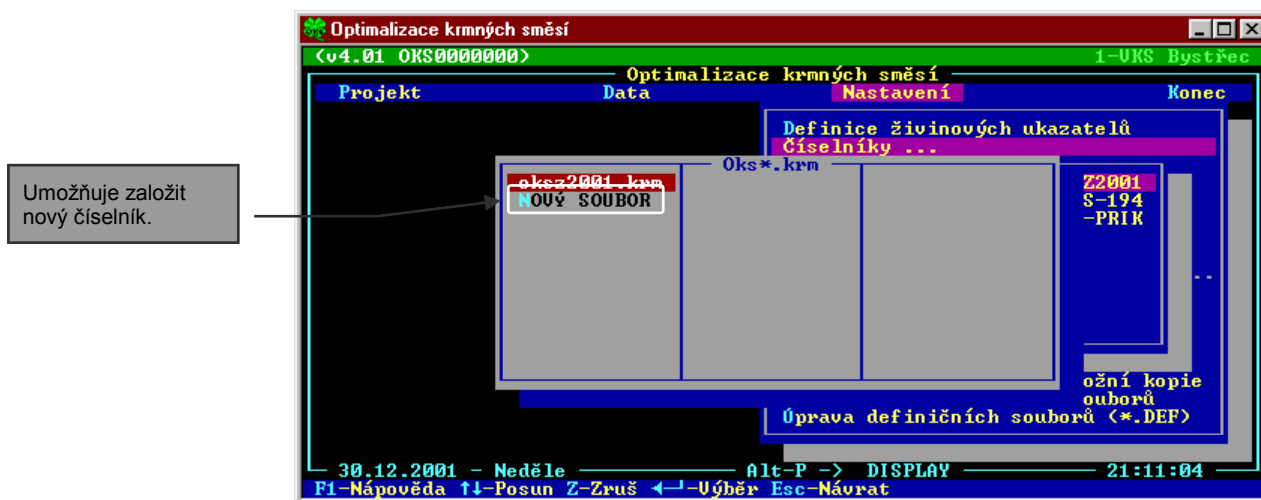 Optimalizace krmných směsí
(v4.01 OKS0000000) 1-VKS Bystřec
Optimalizace krmných směsí
Projekt Data Nastavení Konec
Definice živinových ukazatelů
Číselníky ...
Oks*.krm
oksz2001.krm
Z2001
NOVÝ SOUBOR
S-194
-PRIK
Umožňuje založit
nový číselník.
..
ožní kopie
ouborů
Úprava definičních souborů (*.DEF)
30.12.2001 - Neděle Alt-P -> DISPLAY 21:11:04
F1-Nápověda ↑↓-Posun Z-Zruš ◄─┘-Výběr Esc-Návrat